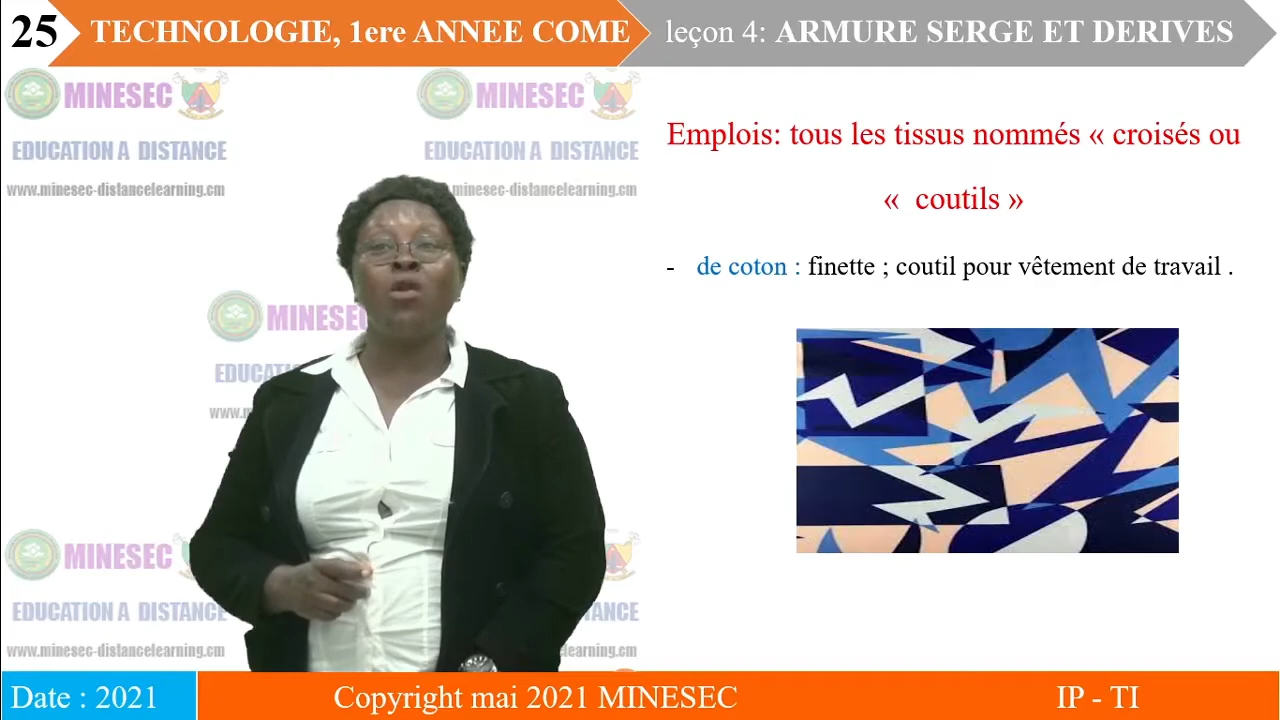 25
TECHNOLOGIE, 1ere ANNEE COME
leçon 4: ARMURE SERGE ET DERIVES
MINESEC
EDUCATION A DISTANCE
www.minesec-distancelearning.cm
MINESEC
EDUCATION A DISTANCE
www.minesec-distancelearning.cm
Emplois: tous les tissus nommés « croisés ou
« coutils »
- de coton : finette ; coutil pour vêtement de travail .
MINESEC
MINESEC
EDUCATION A DISTANCE
www.minesec-distancelearning.cm
Date : 2021
Copyright mai 2021 MINESEC
IP - TI